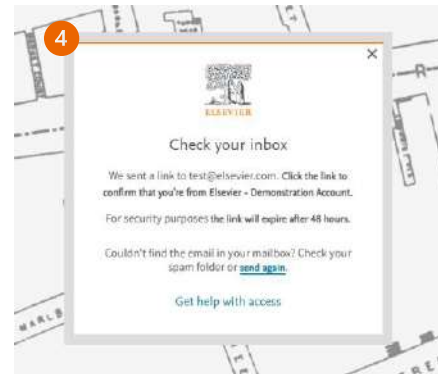 4
ELSEVIER
Check your inbox
We sent a link to test@elsevier.com. Click the link to
confirm that you're from Elsevier - Demonstration Account.
For security purposes the link will expire after 48 hours.
Couldn't find the email in your mailbox? Check your
spam folder or send again.
Get help with access